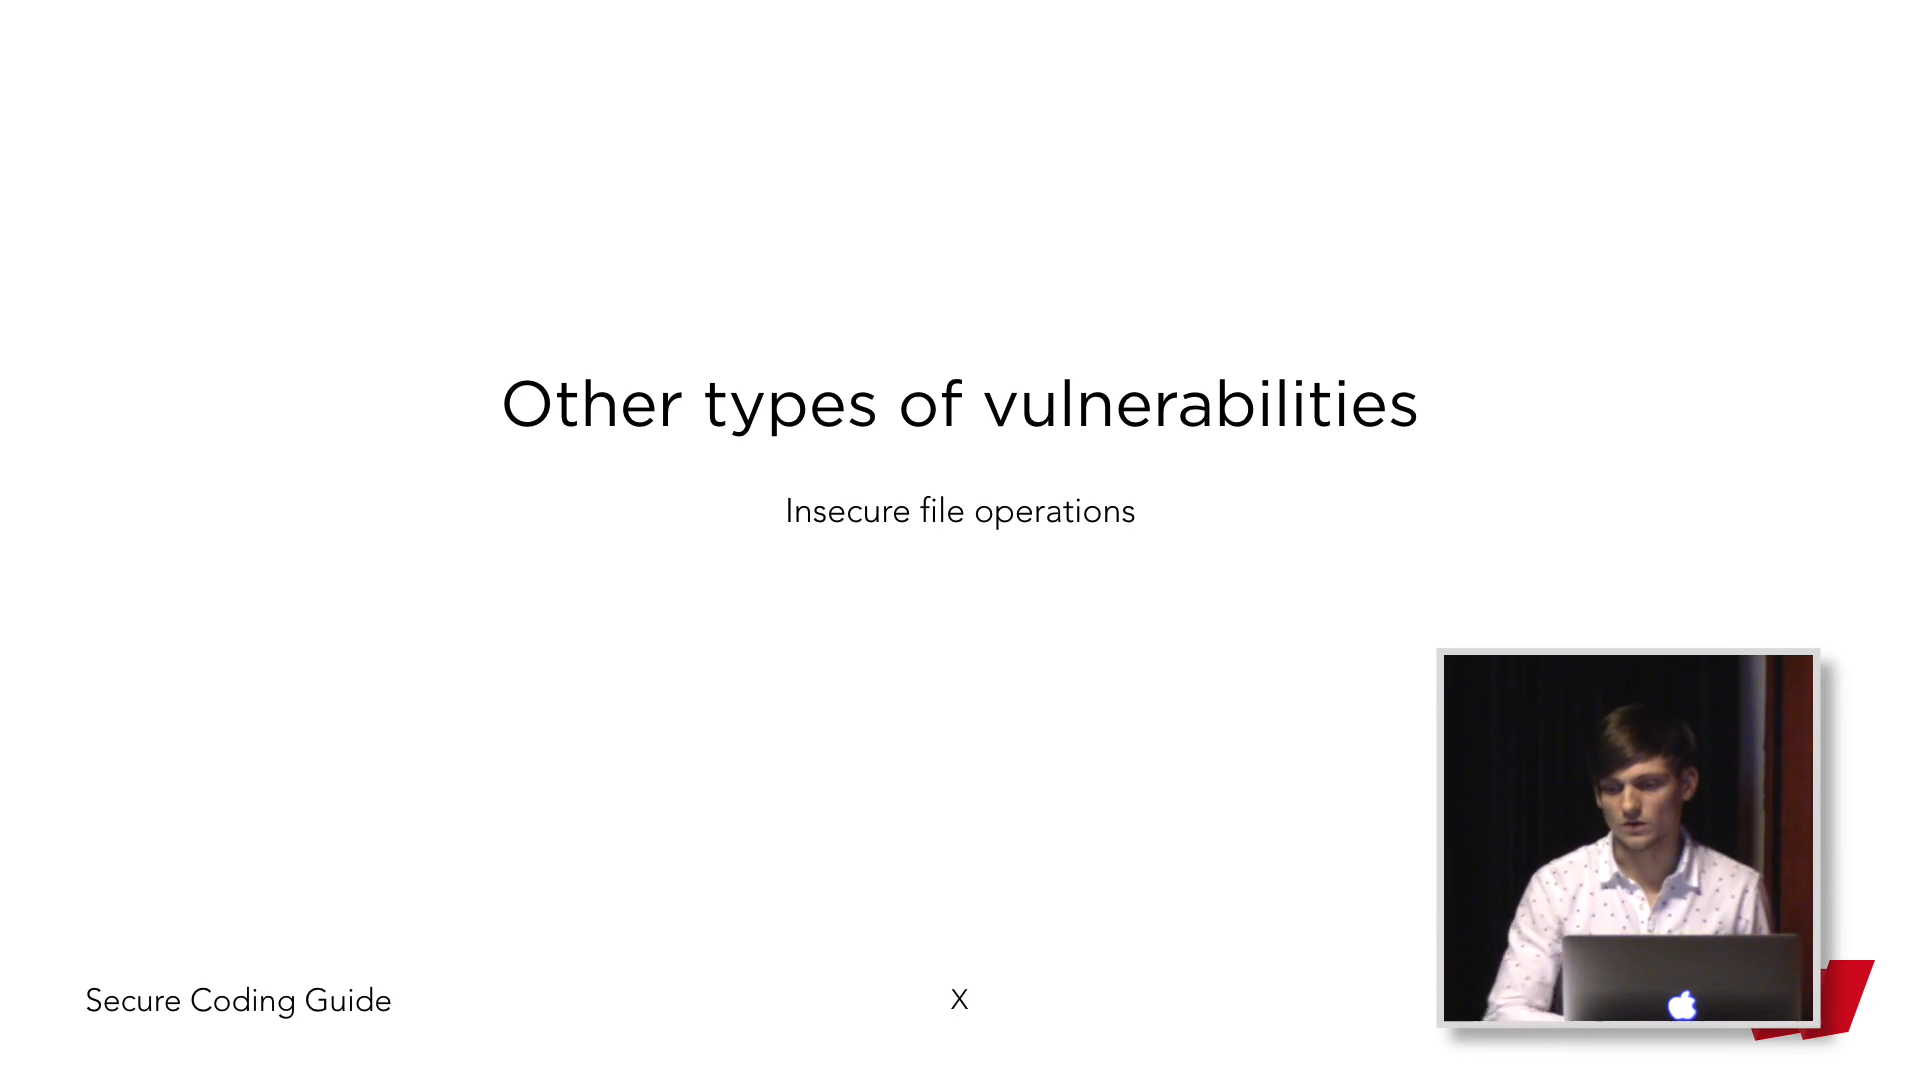 Other types of vulnerabilities
Insecure file operations
Secure Coding Guide
X